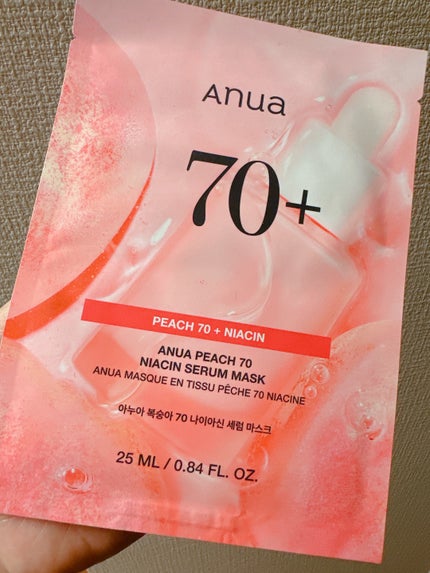 Anua
70+
PEACH 70 + NIACIN
ANUA PEACH 70
NIACIN SERUM MASK
ANUA MASQUE EN TISSU PÊCHE 70 NIACINE
아누아 복숭아 70 나이아신 세럼 마스크
25 ML / 0.84 FL. OZ.